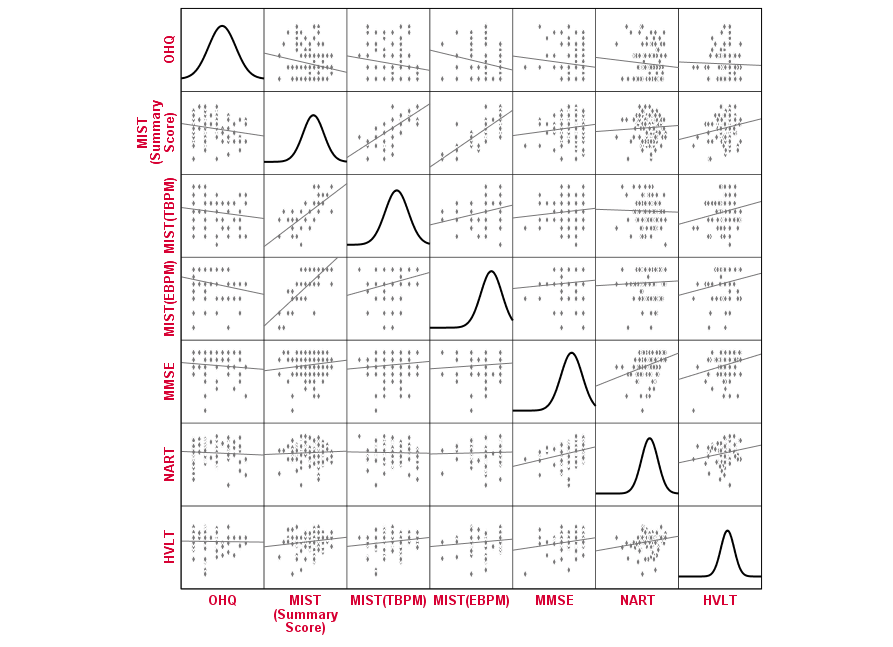 OHQ
MIST
(Summary
Score)
MIST(TBPM)
MIST(EBPM)
MMSE
NART
HVLT
OHQ
MIST
(Summary
Score)
MIST(TBPM)
MIST(EBPM)
MMSE
NART
HVLT